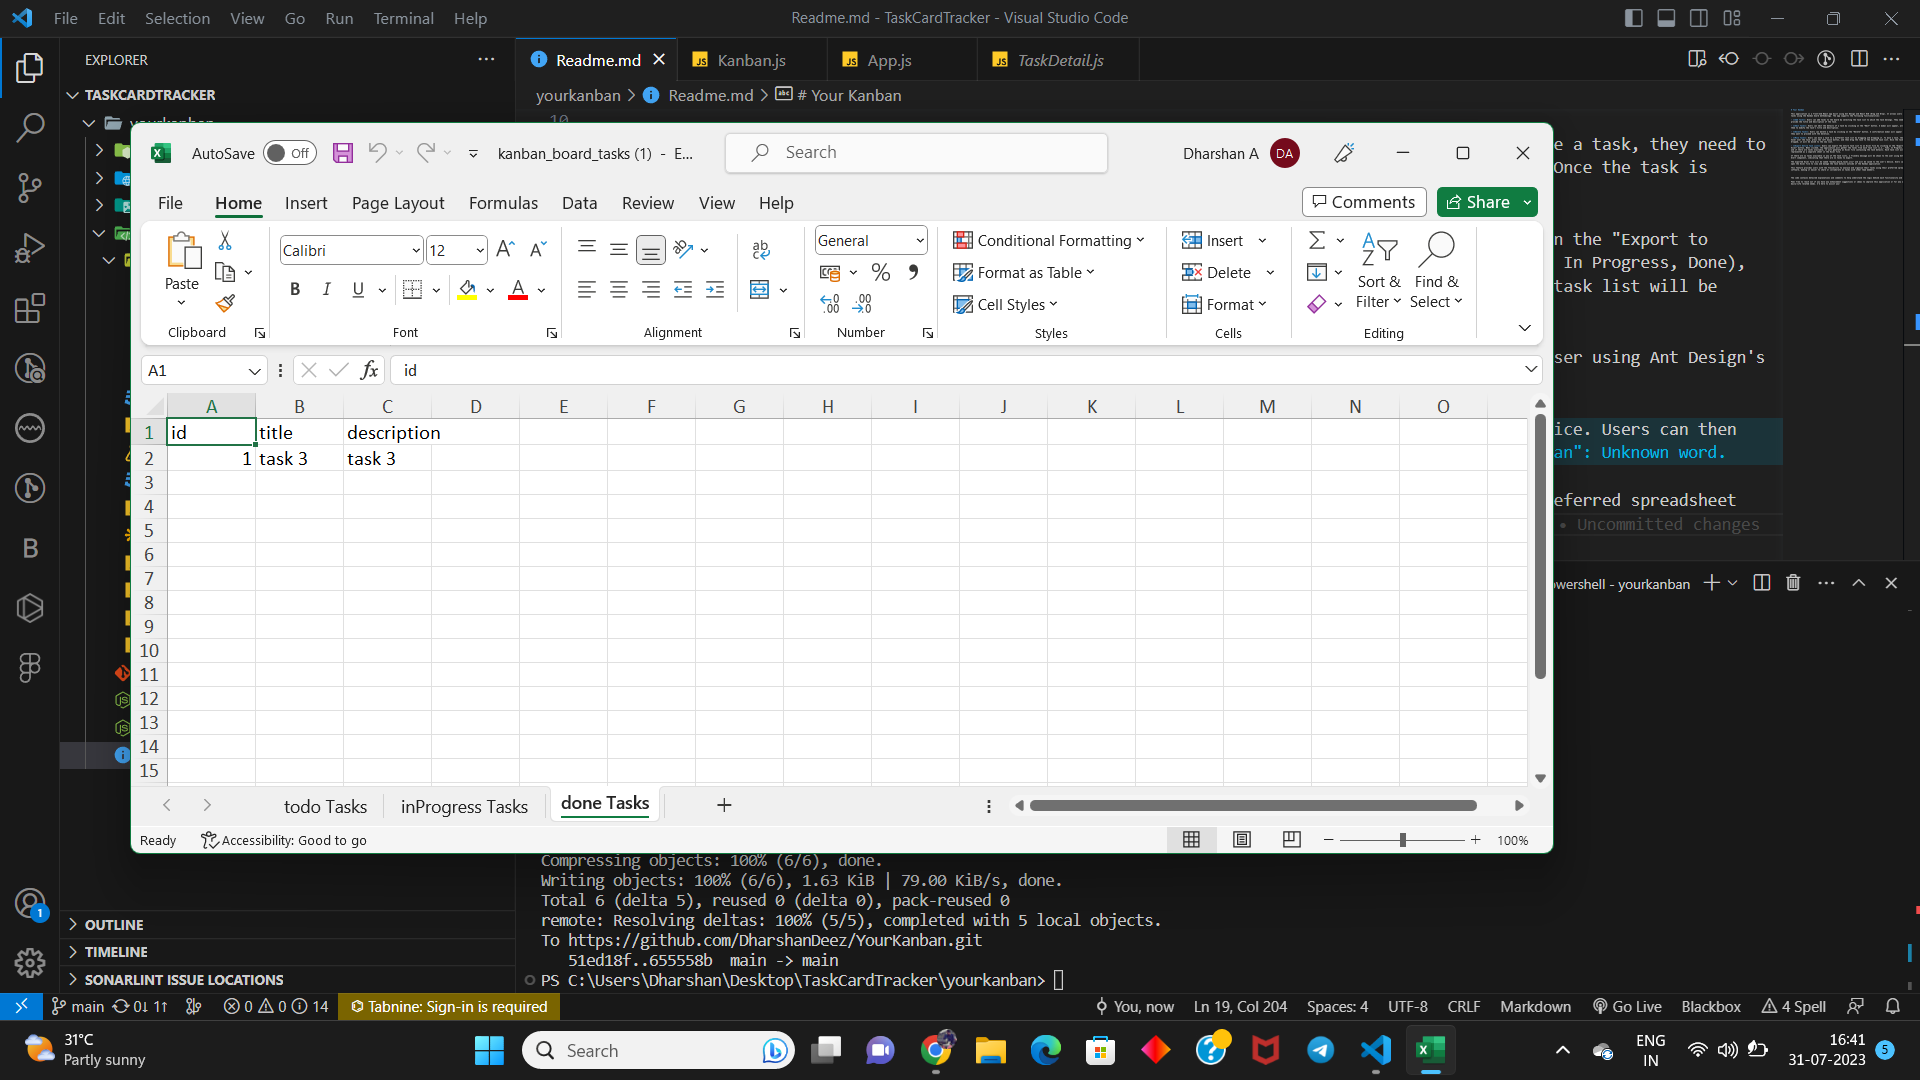 File Edit Selection View Go Run Terminal Help
Readme.md - TaskCardTracker - Visual Studio Code
EXPLORER
TASKCARDTRACKER
Readme.md
Kanban.js
App.js
TaskDetail.js
yourkanban > Readme.md > # Your Kanban
e a task, they need to
Once the task is
n the "Export to
In Progress, Done),
task list will be
ser using Ant Design's
ice. Users can then
an": Unknown word.
eferred spreadsheet
• Uncommitted changes
AutoSave Off
kanban_board_tasks (1) - E...
Search
Dharshan A DA
File Home Insert Page Layout Formulas Data Review View Help
Comments Share
Paste
Clipboard
Calibri 12
B I U
Font
Alignment
General
Number
Conditional Formatting
Format as Table
Cell Styles
Styles
Insert
Delete
Format
Cells
Sort & Filter
Find & Select
Editing
A1 fx id
A B C D E F G H I J K L M N O
1 id title description
2 1 task 3 task 3
3
4
5
6
7
8
9
10
11
12
13
14
15
todo Tasks inProgress Tasks done Tasks
Ready Accessibility: Good to go 100%
powershell - yourkanban
Compressing objects: 100% (6/6), done.
Writing objects: 100% (6/6), 1.63 KiB | 79.00 KiB/s, done.
Total 6 (delta 5), reused 0 (delta 0), pack-reused 0
remote: Resolving deltas: 100% (5/5), completed with 5 local objects.
To https://github.com/DharshanDeez/YourKanban.git
51ed18f..655558b main -> main
PS C:\Users\Dharshan\Desktop\TaskCardTracker\yourkanban>
OUTLINE
TIMELINE
SONARLINT ISSUE LOCATIONS
main 0↓ 1↑ 0 0 14 Tabnine: Sign-in is required
You, now Ln 19, Col 204 Spaces: 4 UTF-8 CRLF Markdown Go Live Blackbox 4 Spell
31°C
Partly sunny
Search
ENG
IN
16:41
31-07-2023
5